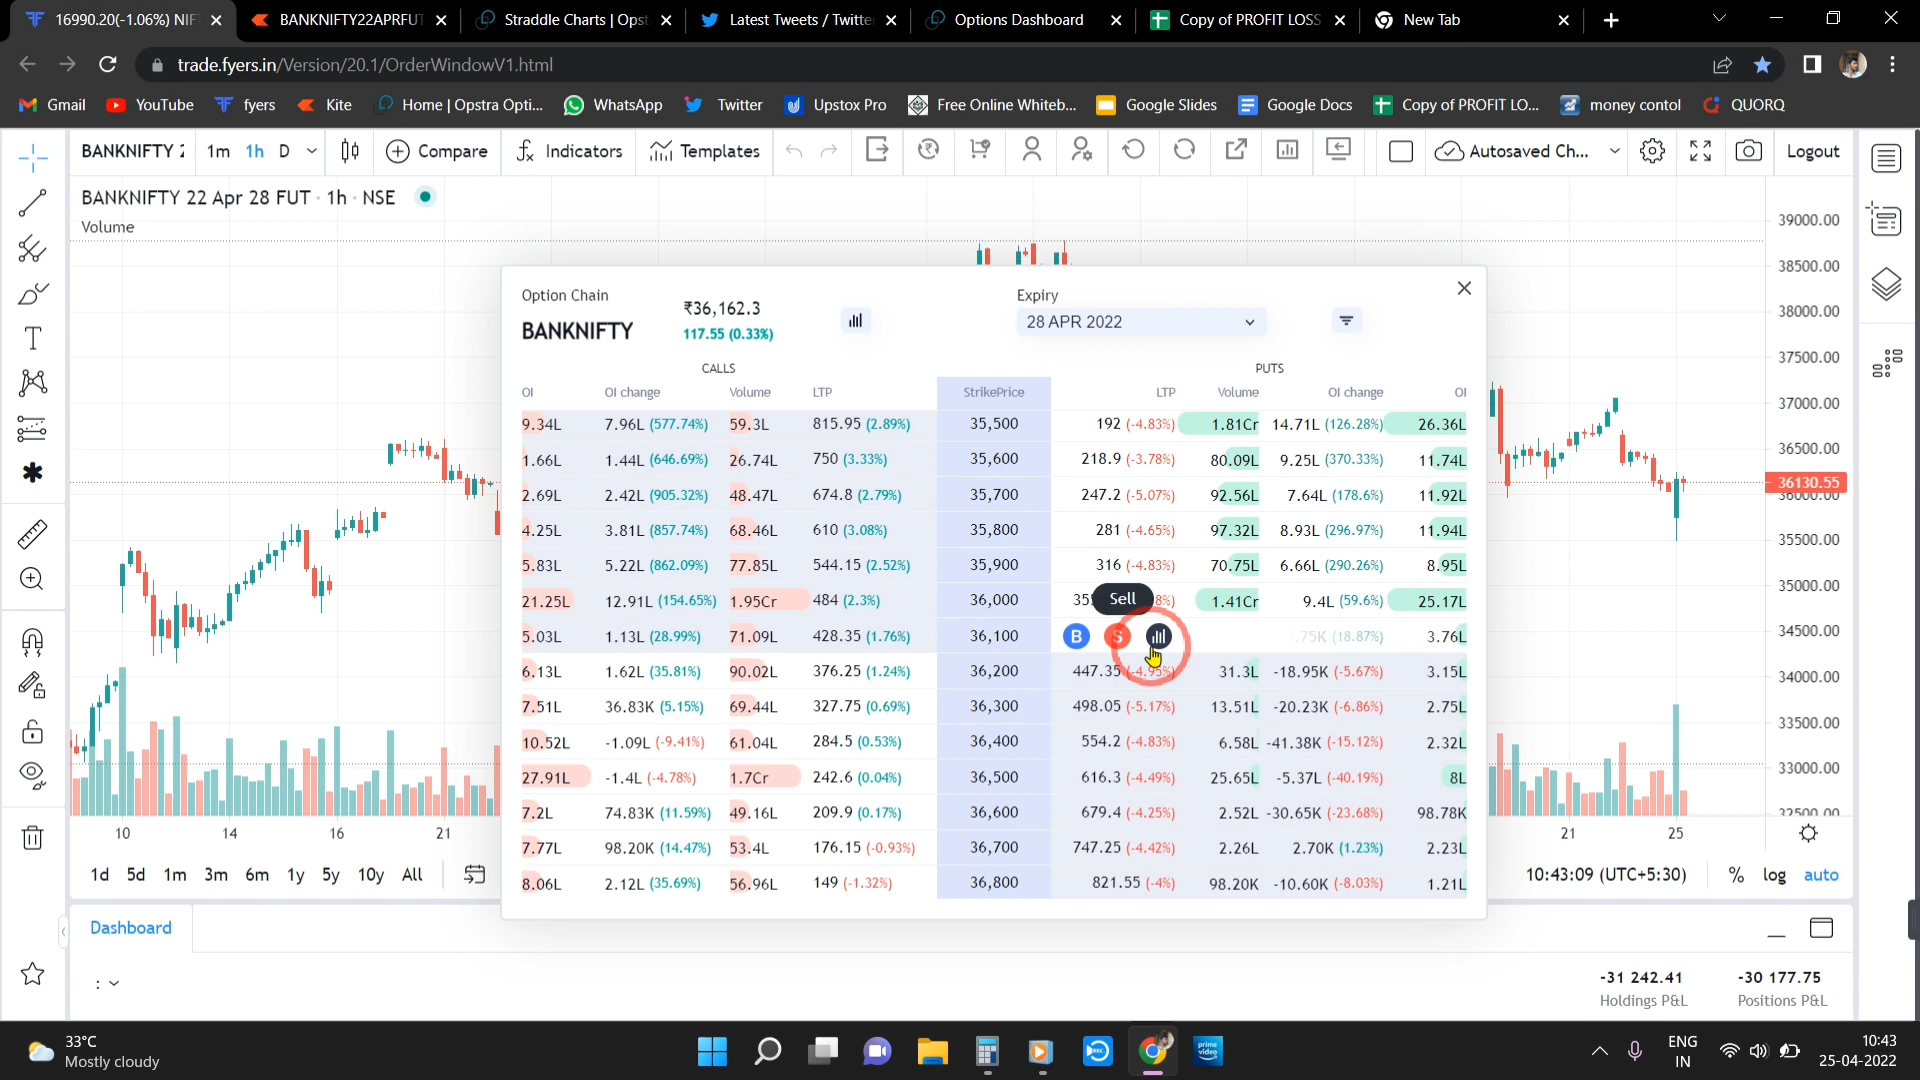 16990.20(-1.06%) NIF
BANKNIFTY22APRFU
Straddle Charts | Opst
Latest Tweets / Twitte
Options Dashboard
Copy of PROFIT LOSS
New Tab
trade.fyers.in/Version/20.1/OrderWindowV1.html
Gmail
YouTube
fyers
Kite
Home | Opstra Opti...
WhatsApp
Twitter
Upstox Pro
Free Online Whiteb...
Google Slides
Google Docs
Copy of PROFIT LO...
money contol
QUORQ
BANKNIFTY 1m 1h D Compare Indicators Templates Autosaved Ch... Logout
BANKNIFTY 22 Apr 28 FUT · 1h · NSE
Volume
39000.00
38500.00
38000.00
37500.00
37000.00
36500.00
36130.55
36000.00
35500.00
35000.00
34500.00
34000.00
33500.00
33000.00
32500.00
Option Chain
BANKNIFTY
₹36,162.3
117.55 (0.33%)
Expiry
28 APR 2022
CALLS PUTS
OI OI change Volume LTP StrikePrice LTP Volume OI change OI
9.34L 7.96L (577.74%) 59.3L 815.95 (2.89%) 35,500 192 (-4.83%) 1.81Cr 14.71L (126.28%) 26.36L
1.66L 1.44L (646.69%) 26.74L 750 (3.33%) 35,600 218.9 (-3.78%) 80.09L 9.25L (370.33%) 11.74L
2.69L 2.42L (905.32%) 48.47L 674.8 (2.79%) 35,700 247.2 (-5.07%) 92.56L 7.64L (178.6%) 11.92L
4.25L 3.81L (857.74%) 68.46L 610 (3.08%) 35,800 281 (-4.65%) 97.32L 8.93L (296.97%) 11.94L
5.83L 5.22L (862.09%) 77.85L 544.15 (2.52%) 35,900 316 (-4.83%) 70.75L 6.66L (290.26%) 8.95L
21.25L 12.91L (154.65%) 1.95Cr 484 (2.3%) 36,000 Sell 8%) 1.41Cr 9.4L (59.6%) 25.17L
5.03L 1.13L (28.99%) 71.09L 428.35 (1.76%) 36,100 B S .75K (18.87%) 3.76L
6.13L 1.62L (35.81%) 90.02L 376.25 (1.24%) 36,200 447.35 (-4.95%) 31.3L -18.95K (-5.67%) 3.15L
7.51L 36.83K (5.15%) 69.44L 327.75 (0.69%) 36,300 498.05 (-5.17%) 13.51L -20.23K (-6.86%) 2.75L
10.52L -1.09L (-9.41%) 61.04L 284.5 (0.53%) 36,400 554.2 (-4.83%) 6.58L -41.38K (-15.12%) 2.32L
27.91L -1.4L (-4.78%) 1.7Cr 242.6 (0.04%) 36,500 616.3 (-4.49%) 25.65L -5.37L (-40.19%) 8L
7.2L 74.83K (11.59%) 49.16L 209.9 (0.17%) 36,600 679.4 (-4.25%) 2.52L -30.65K (-23.68%) 98.78K
7.77L 98.20K (14.47%) 53.4L 176.15 (-0.93%) 36,700 747.25 (-4.42%) 2.26L 2.70K (1.23%) 2.23L
8.06L 2.12L (35.69%) 56.96L 149 (-1.32%) 36,800 821.55 (-4%) 98.20K -10.60K (-8.03%) 1.21L
10 14 16 21 21 25
1d 5d 1m 3m 6m 1y 5y 10y All
10:43:09 (UTC+5:30) % log auto
Dashboard
:
-31 242.41 -30 177.75
Holdings P&L Positions P&L
33°C
Mostly cloudy
REC
prime video
ENG
IN
10:43
25-04-2022